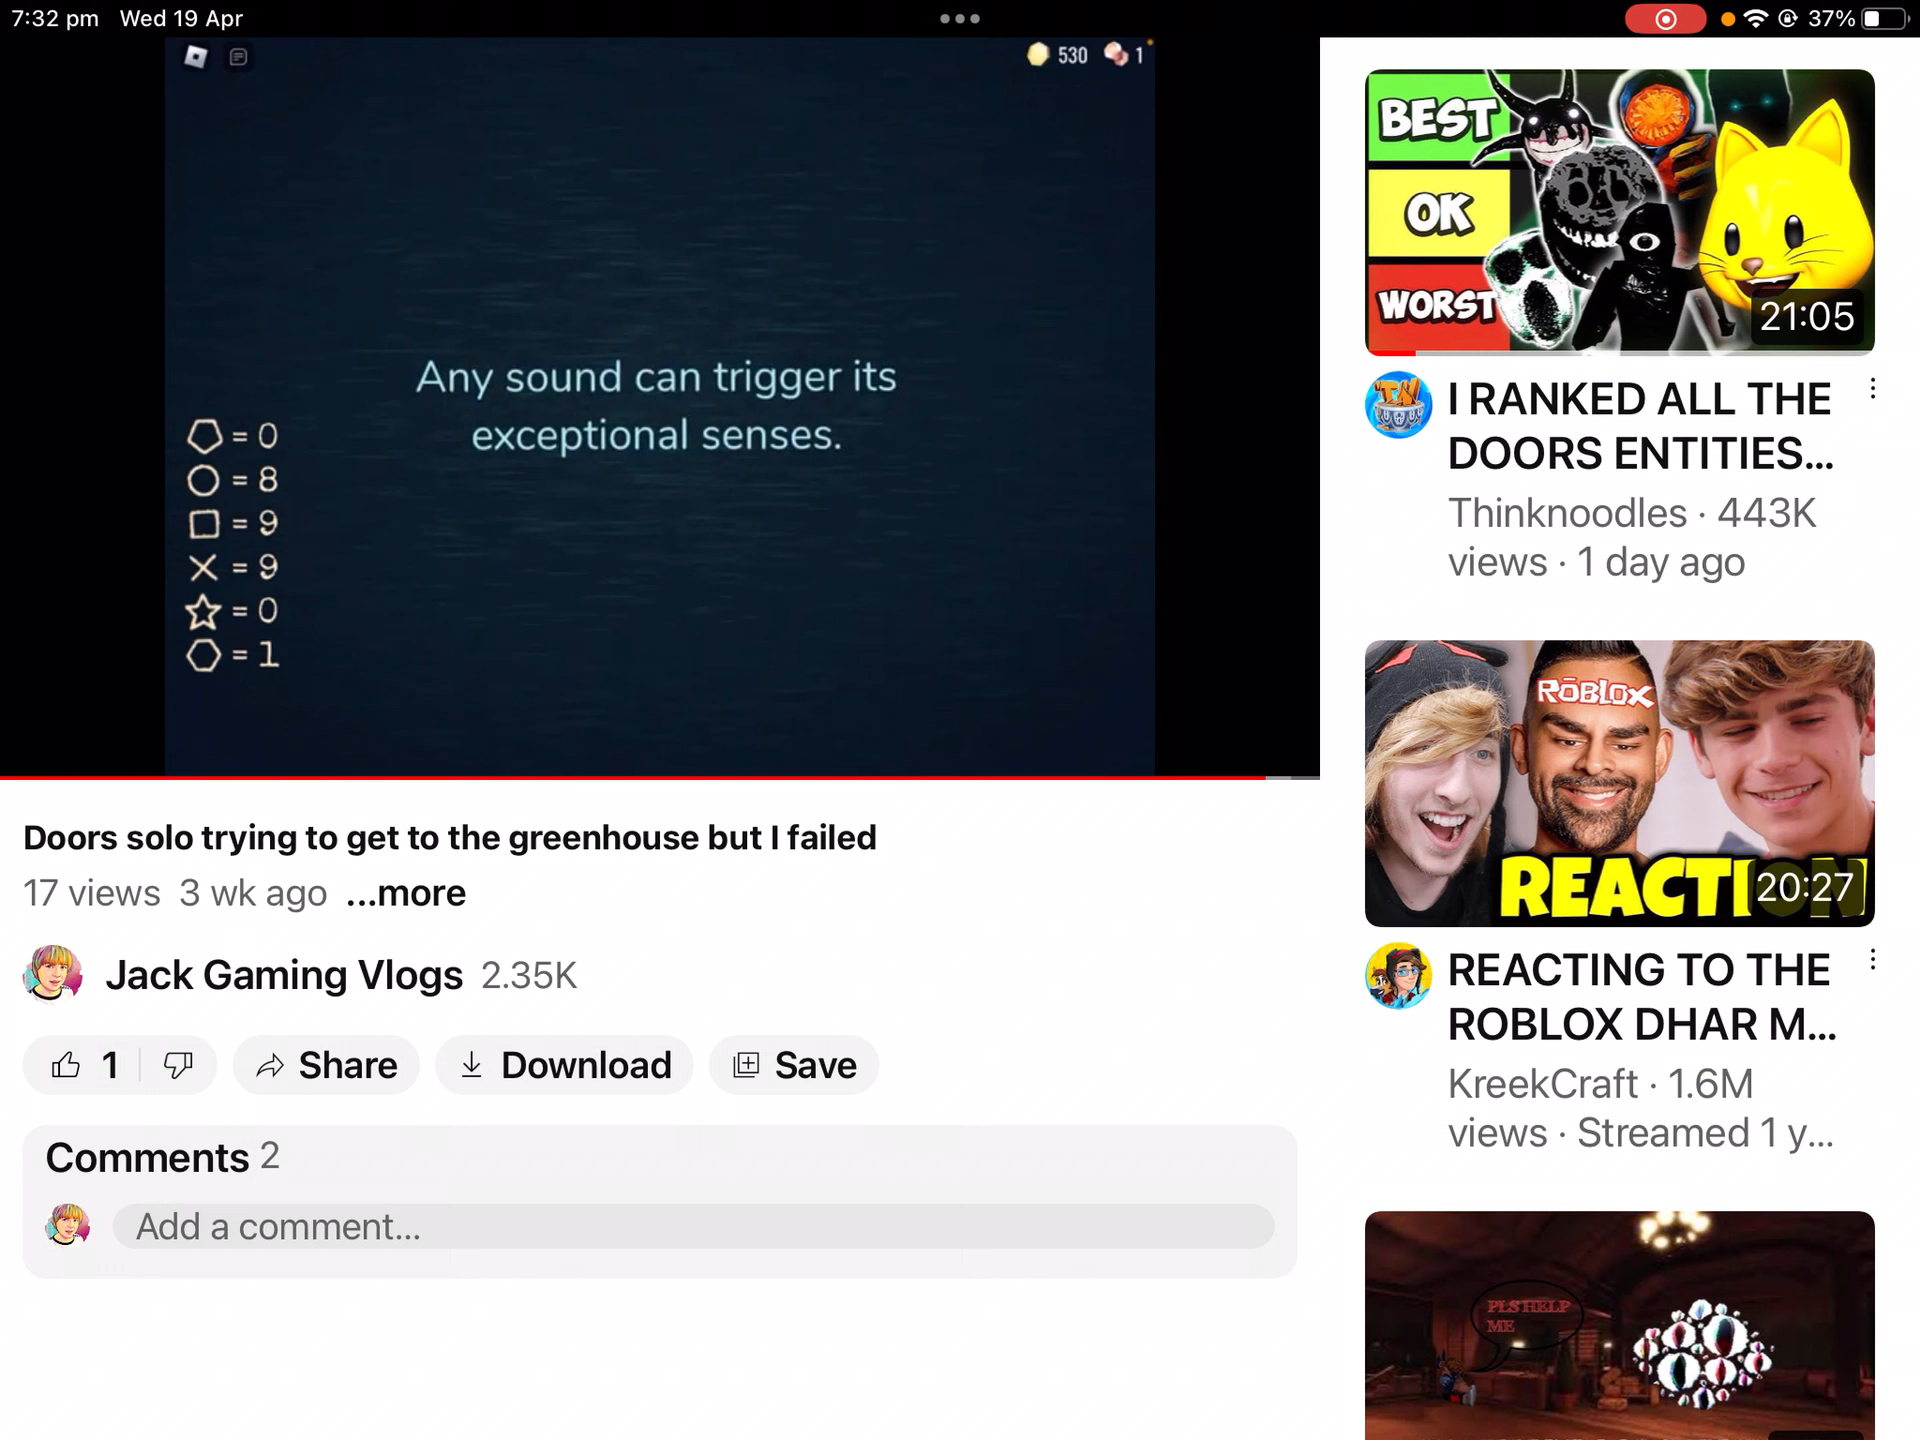 7:32 pm Wed 19 Apr
37%
530 1
Any sound can trigger its
exceptional senses.
= 0
= 8
= 9
= 9
= 0
= 1
Doors solo trying to get to the greenhouse but I failed
17 views 3 wk ago ...more
Jack Gaming Vlogs 2.35K
1 Share Download Save
Comments 2
Add a comment...
BEST
OK
WORST
21:05
I RANKED ALL THE
DOORS ENTITIES...
Thinknoodles · 443K
views · 1 day ago
ROBLOX
REACTION
20:27
REACTING TO THE
ROBLOX DHAR M...
KreekCraft · 1.6M
views · Streamed 1 y...
PLS HELP
ME